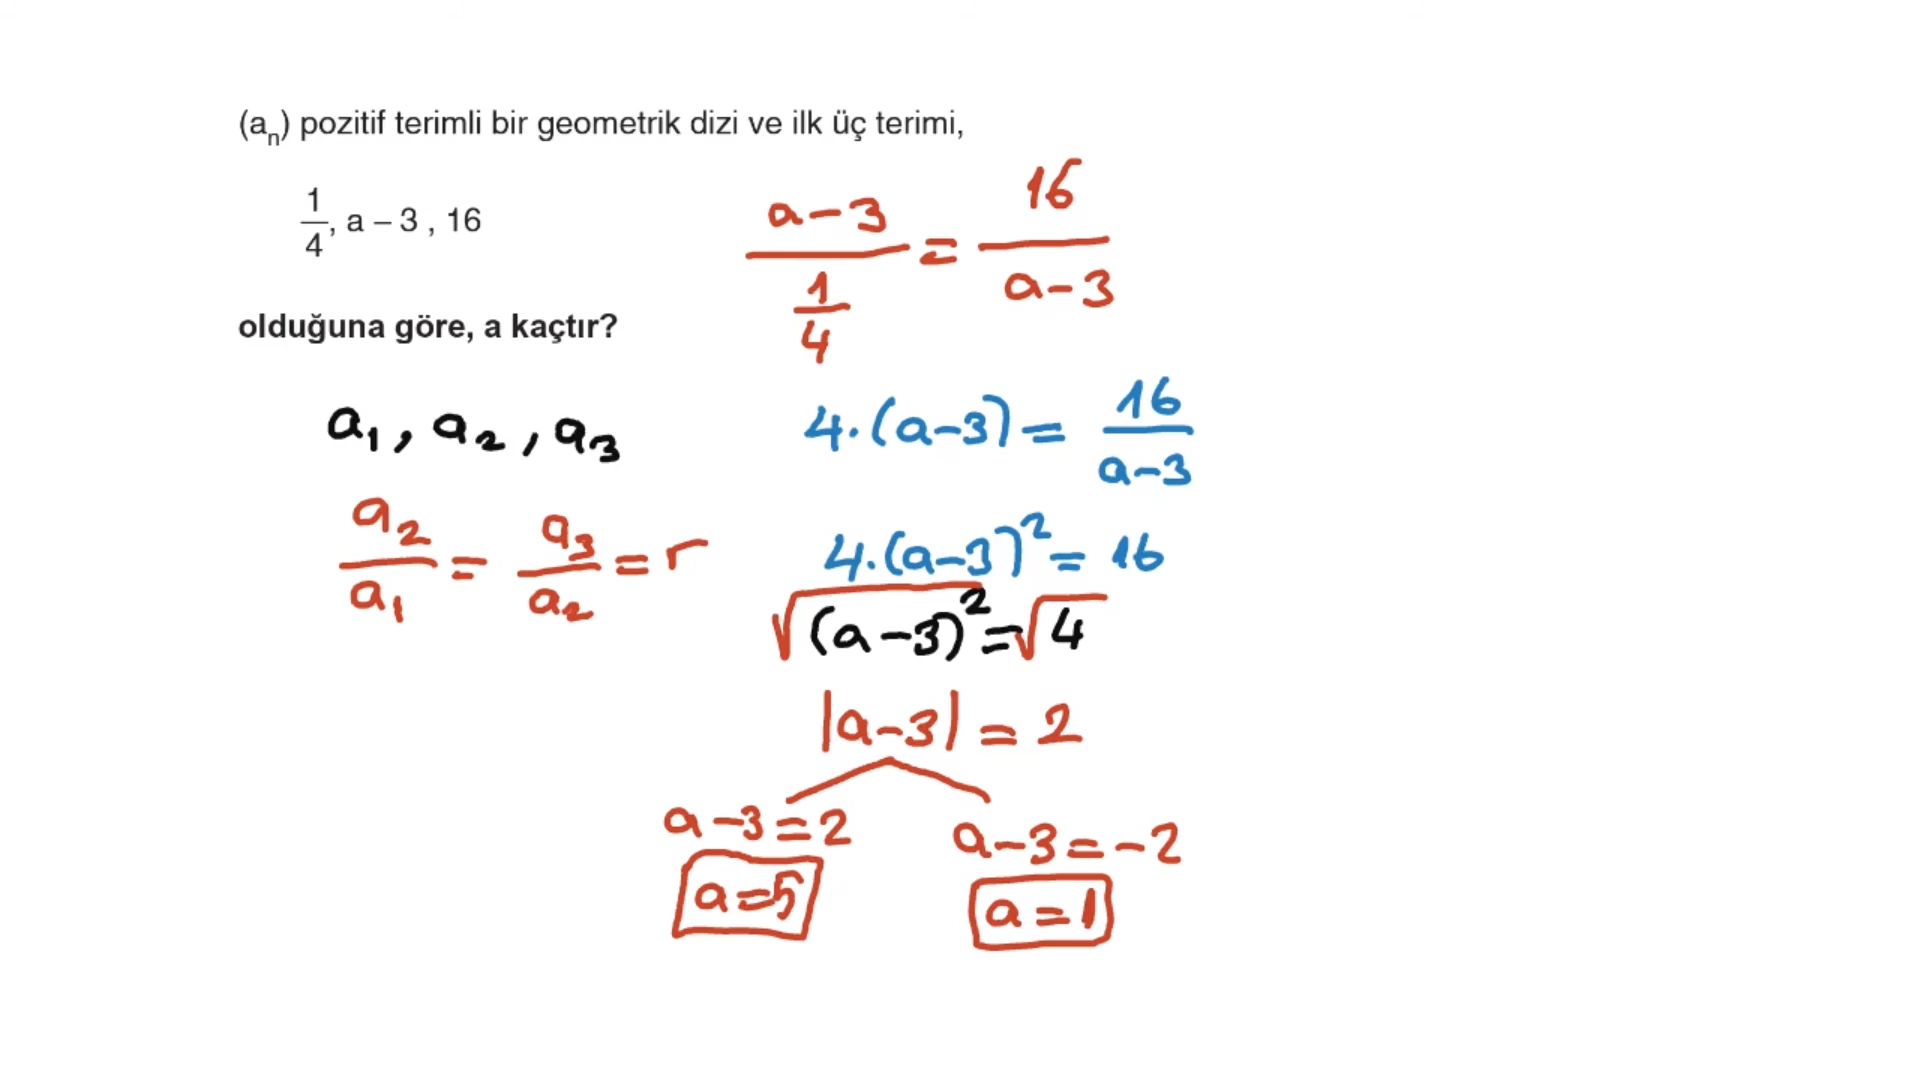 (aₙ) pozitif terimli bir geometrik dizi ve ilk üç terimi,
1/4, a – 3 , 16
olduğuna göre, a kaçtır?
a₁ , a₂ , a₃
a₂/a₁ = a₃/a₂ = r
(a-3)/(1/4) = 16/(a-3)
4.(a-3) = 16/(a-3)
4.(a-3)² = 16
√(a-3)² = √4
|a-3| = 2
a-3=2 a-3=-2
a=5 a=1